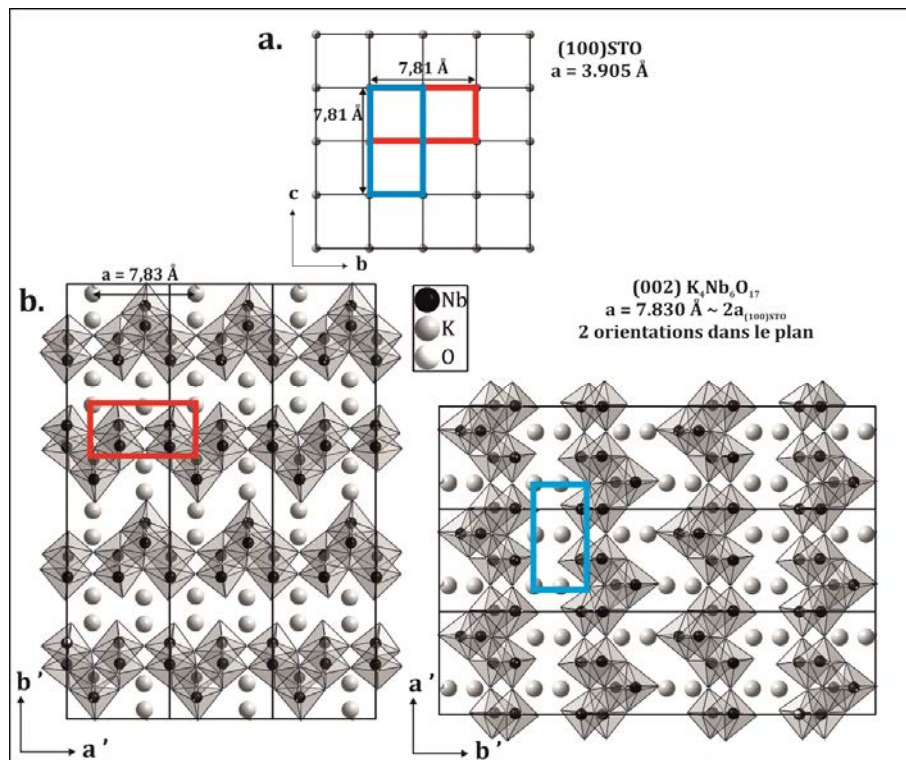 a.
(100)STO
a = 3.905 Å
7,81 Å
7,81 Å
c
b
a = 7,83 Å
b.
Nb
K
O
(002) K₄Nb₆O₁₇
a = 7.830 Å ~ 2a₍₁₀₀₎STO
2 orientations dans le plan
b '
a '
a '
b '